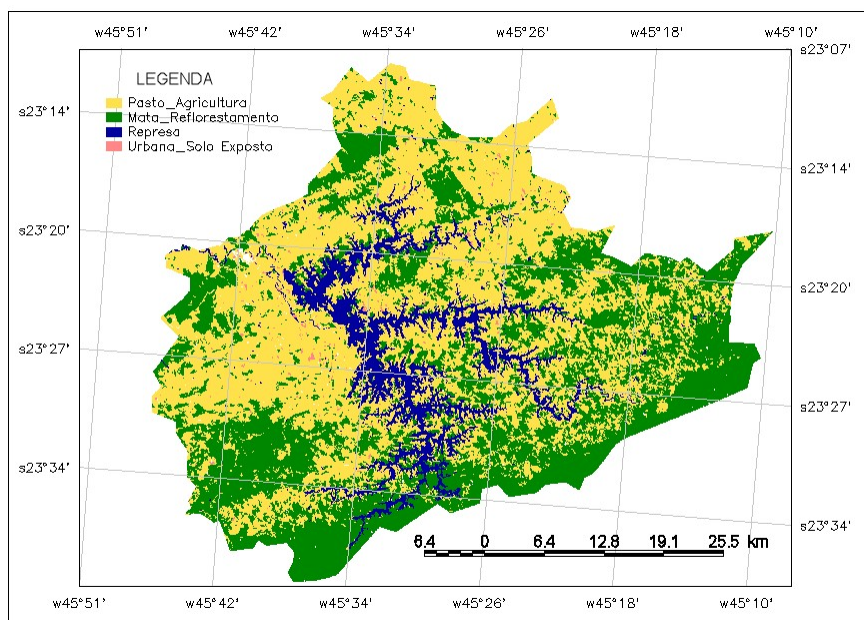 w45°51' w45°42' w45°34' w45°26' w45°18' w45°10'
s23°07'
LEGENDA
Pasto_Agricultura
s23°14'
Mata_Reflorestamento
Represa
Urbana_Solo Exposto
s23°14'
s23°20'
s23°20'
s23°27'
s23°27'
s23°34'
s23°34'
6.4 0 6.4 12.8 19.1 25.5 km
w45°51' w45°42' w45°34' w45°26' w45°18' w45°10'